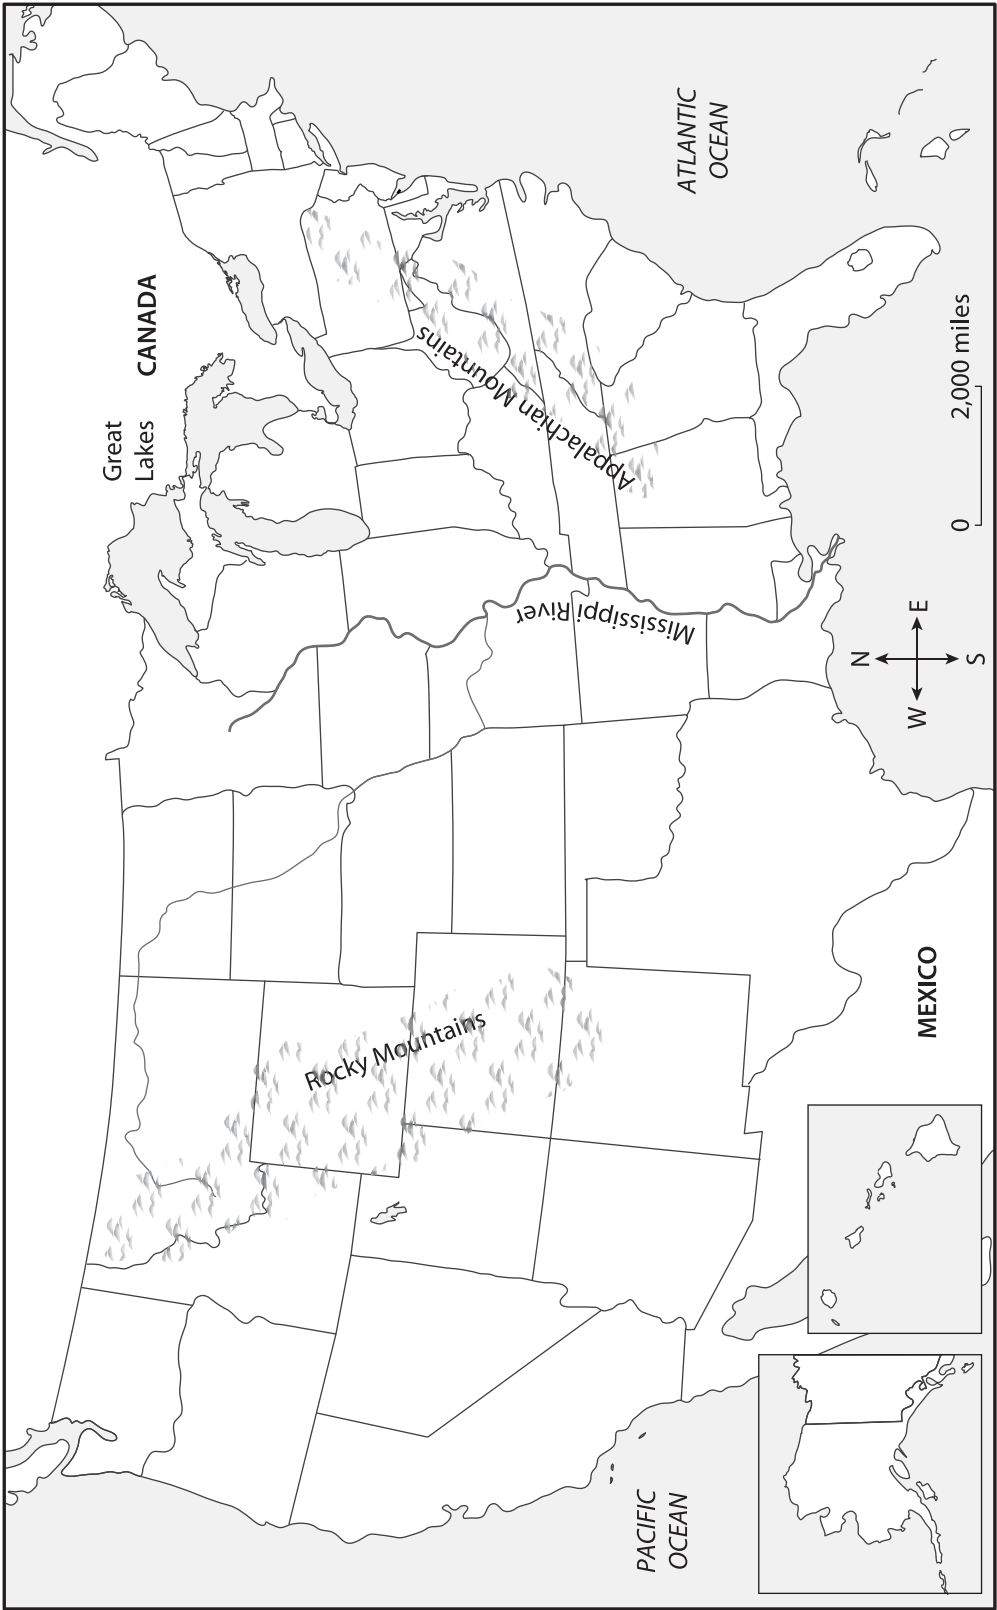 CANADA
Great
Lakes
ATLANTIC
OCEAN
Appalachian Mountains
Mississippi River
Rocky Mountains
0 2,000 miles
N
W E
S
MEXICO
PACIFIC
OCEAN